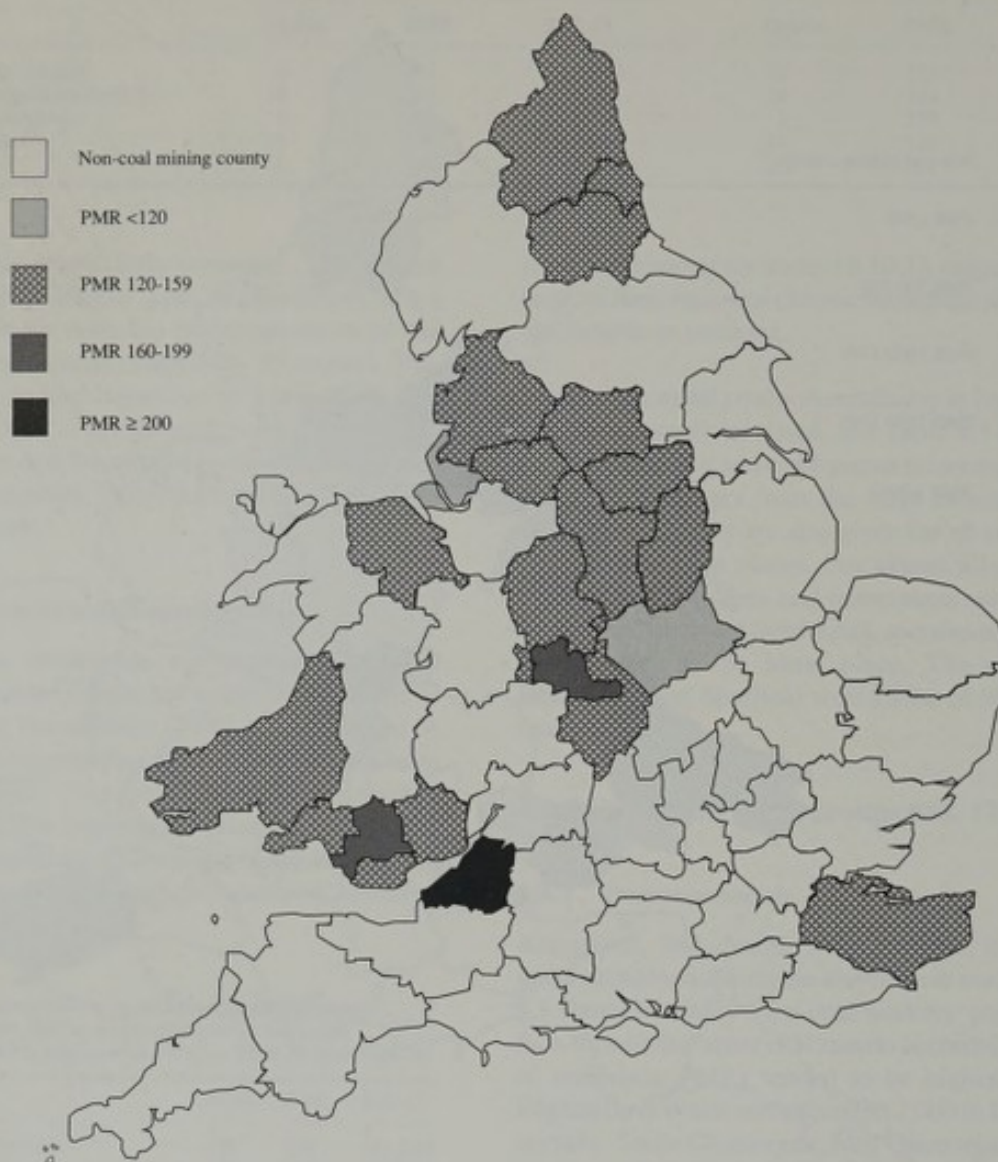 Non-coal mining county
PMR <120
PMR 120-159
PMR 160-199
PMR ≥ 200